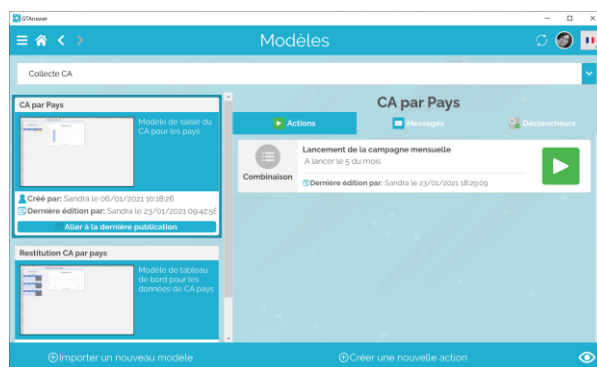 GTAnswer
Modèles
Collecte CA
CA par Pays
Modèle de saisie du
CA pour les pays
Créé par: Sandra le 06/01/2021 10:18:26
Dernière édition par: Sandra le 23/01/2021 09:42:58
Aller à la dernière publication
Restitution CA par pays
Modèle de tableau
de bord pour les
données de CA pays
Importer un nouveau modèle
CA par Pays
Actions
Messages
Déclencheurs
Combinaison
Lancement de la campagne mensuelle
A lancer le 5 du mois
Dernière édition par: Sandra le 23/01/2021 18:29:09
Créer une nouvelle action